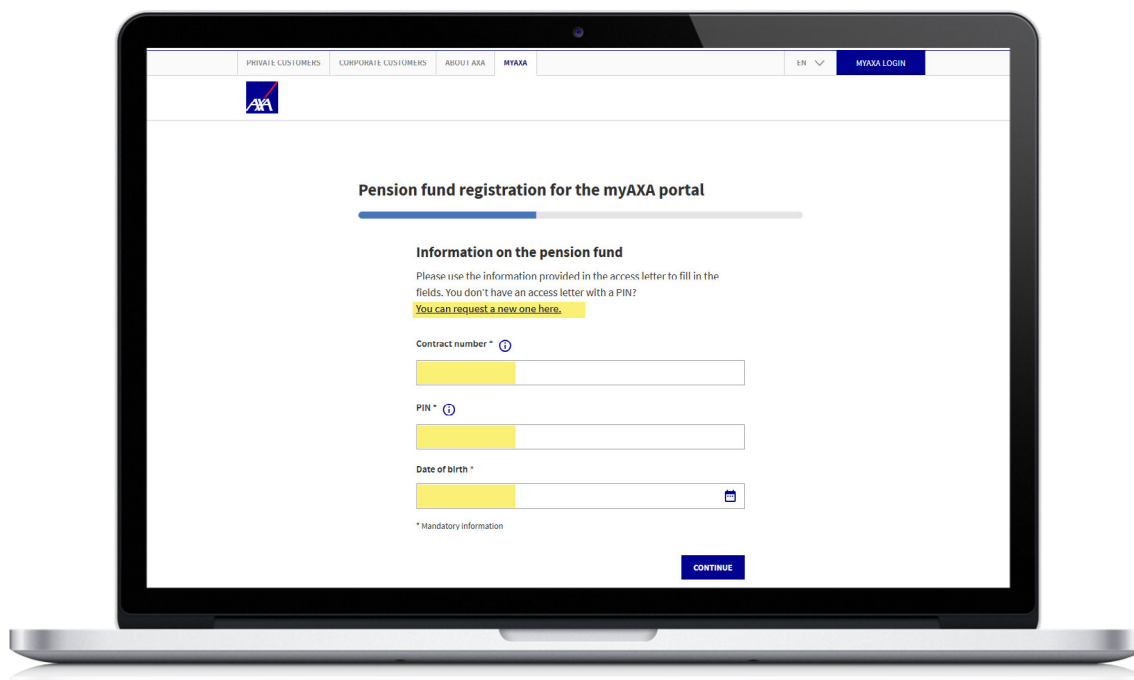 PRIVATE CUSTOMERS CORPORATE CUSTOMERS ABOUT AXA MYAXA EN MYAXA LOGIN
AXA
Pension fund registration for the myAXA portal
Information on the pension fund
Please use the information provided in the access letter to fill in the
fields. You don't have an access letter with a PIN?
You can request a new one here.
Contract number *
PIN *
Date of birth *
* Mandatory information
CONTINUE